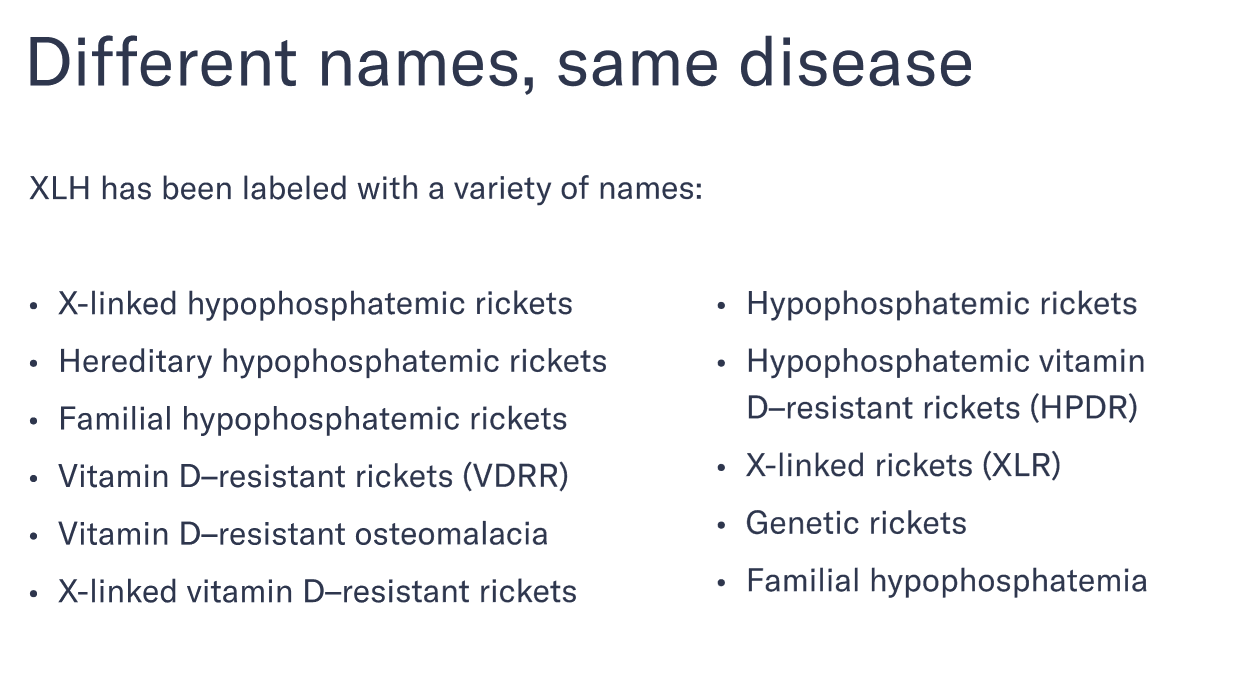 Different names, same disease
XLH has been labeled with a variety of names:
• X-linked hypophosphatemic rickets
• Hereditary hypophosphatemic rickets
• Familial hypophosphatemic rickets
• Vitamin D–resistant rickets (VDRR)
• Vitamin D–resistant osteomalacia
• X-linked vitamin D–resistant rickets
• Hypophosphatemic rickets
• Hypophosphatemic vitamin
D–resistant rickets (HPDR)
• X-linked rickets (XLR)
• Genetic rickets
• Familial hypophosphatemia